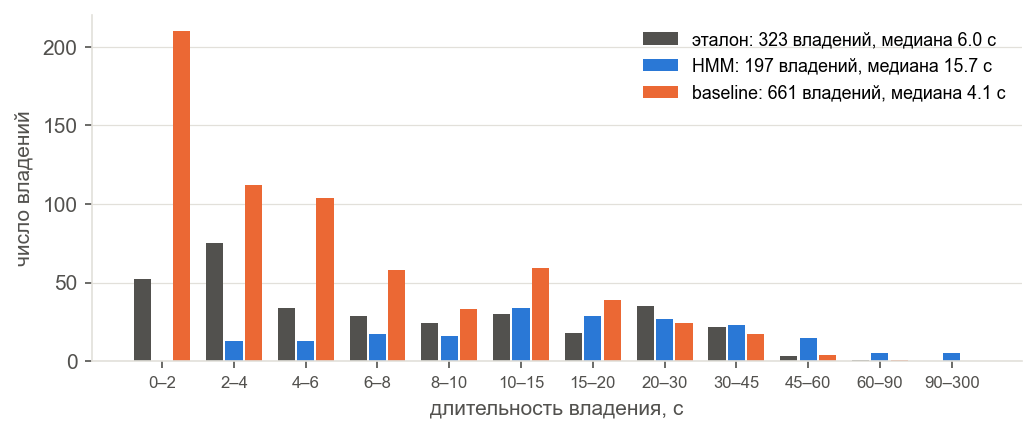 эталон: 323 владений, медиана 6.0 с
HMM: 197 владений, медиана 15.7 с
baseline: 661 владений, медиана 4.1 с
число владений
200
150
100
50
0
0–2 2–4 4–6 6–8 8–10 10–15 15–20 20–30 30–45 45–60 60–90 90–300
длительность владения, с